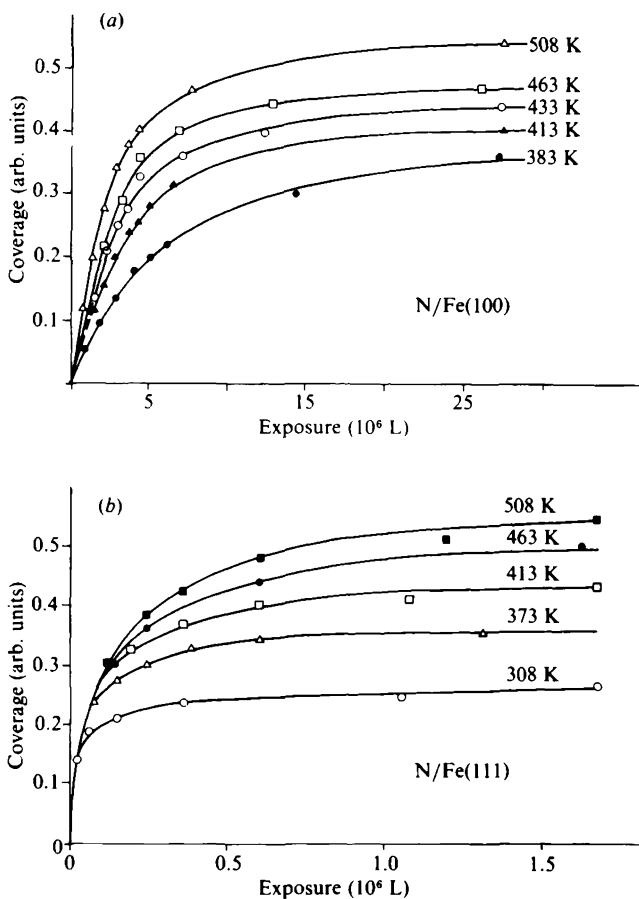 (a)
508 K
463 K
433 K
413 K
383 K
Coverage (arb. units)
0.5
0.4
0.3
0.2
0.1
N/Fe(100)
5
15
25
Exposure (10⁶ L)
(b)
508 K
463 K
413 K
373 K
308 K
Coverage (arb. units)
0.5
0.4
0.3
0.2
0.1
0
N/Fe(111)
0
0.5
1.0
1.5
Exposure (10⁶ L)